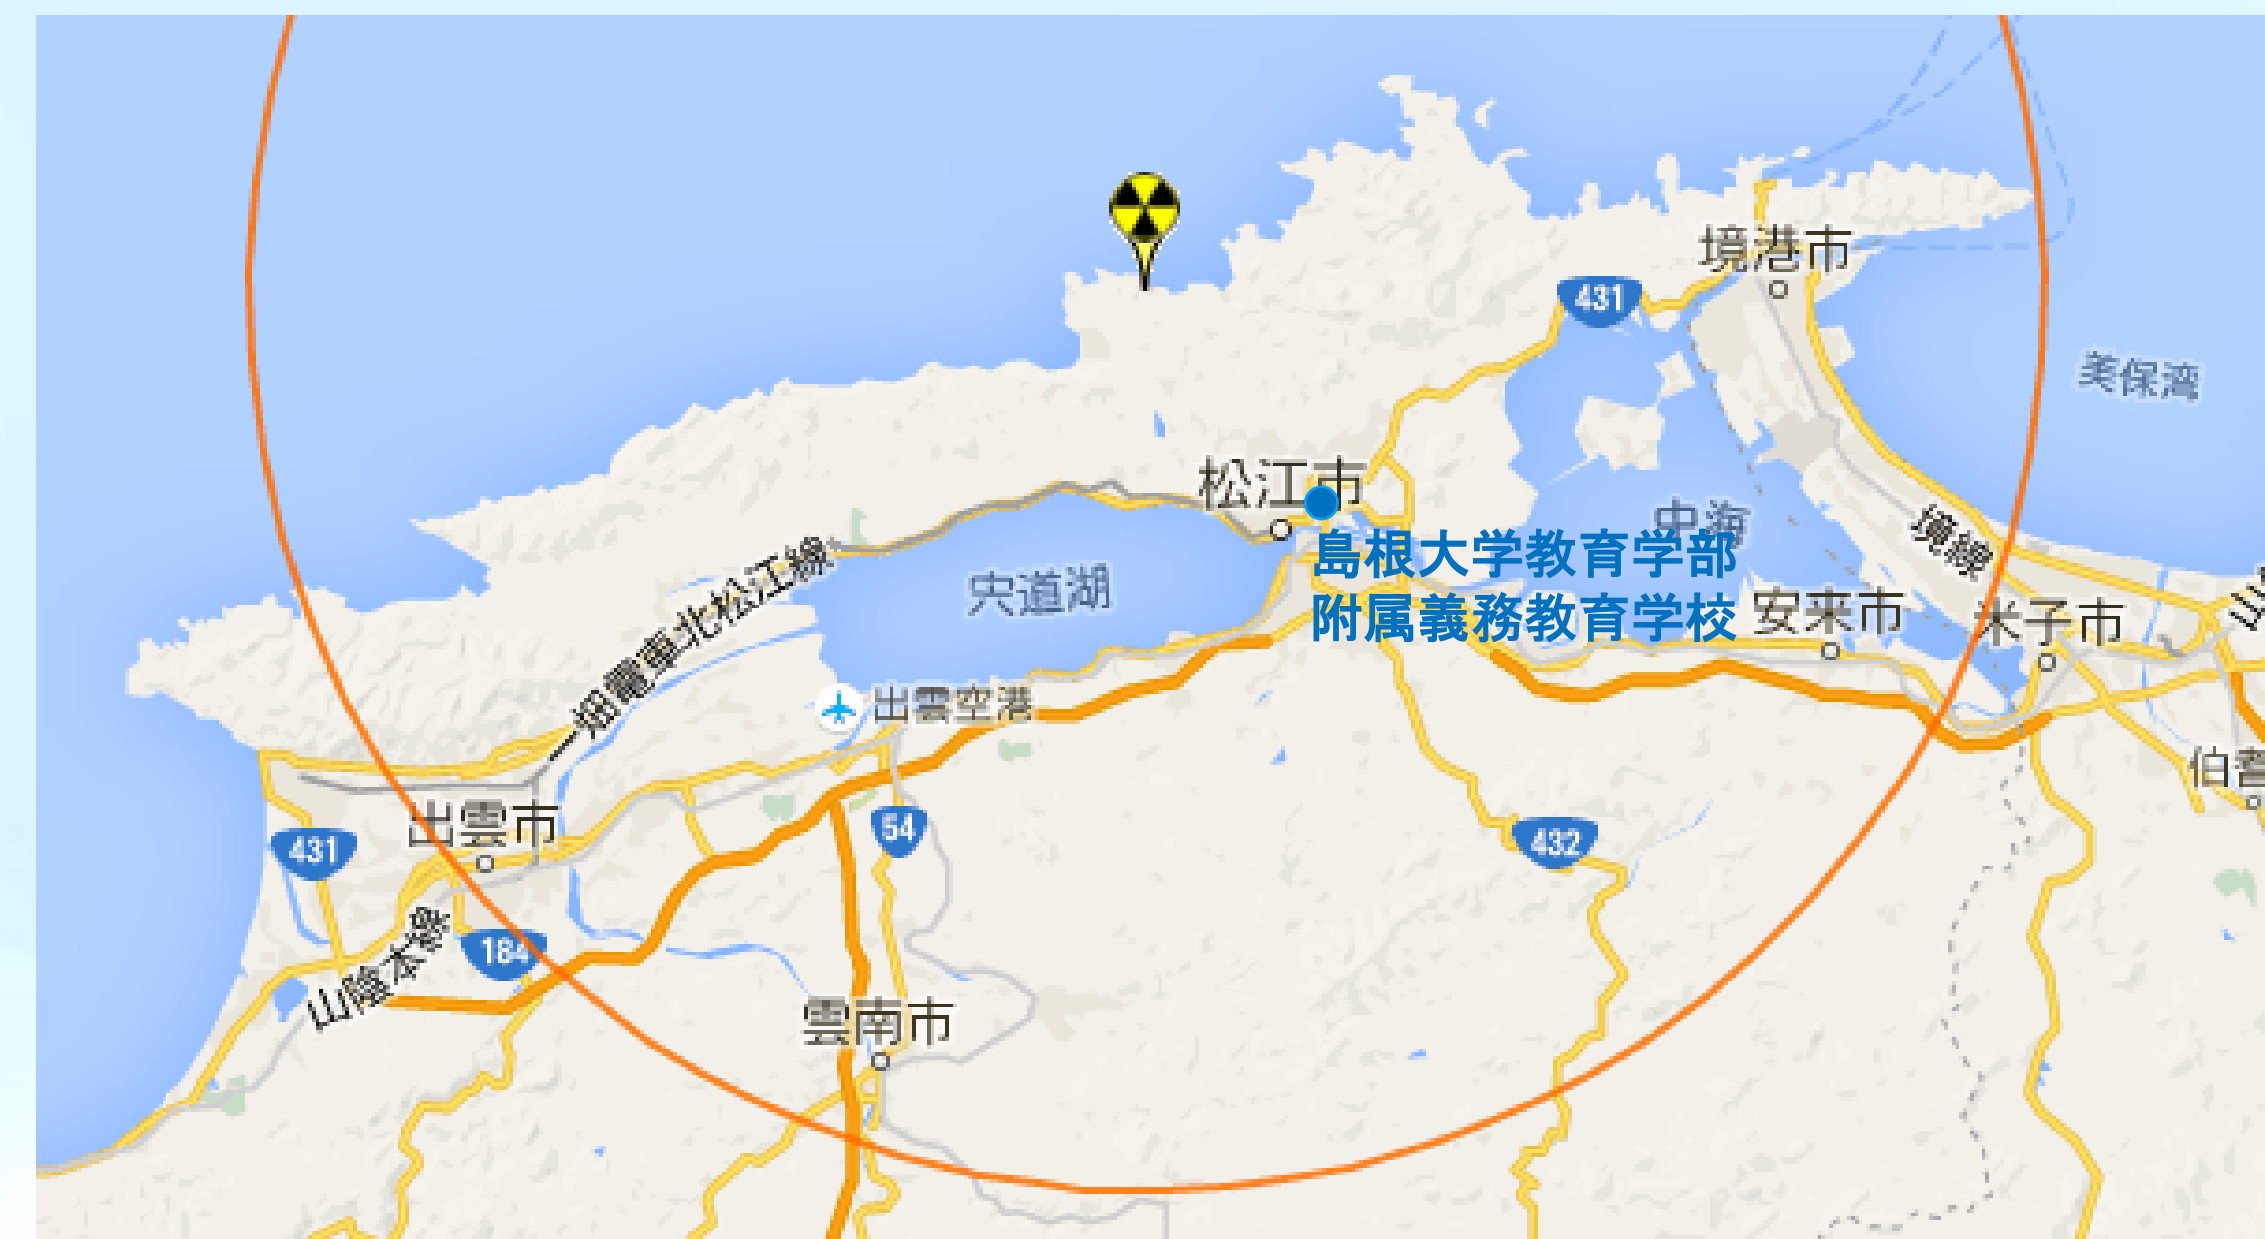 境港市
431
美保湾
松江市
中海
境線
島根大学教育学部
附属義務教育学校
宍道湖
安来市
米子市
畑電車北松江線
出雲空港
伯耆
出雲市
431
54
432
184
山陰本線
雲南市